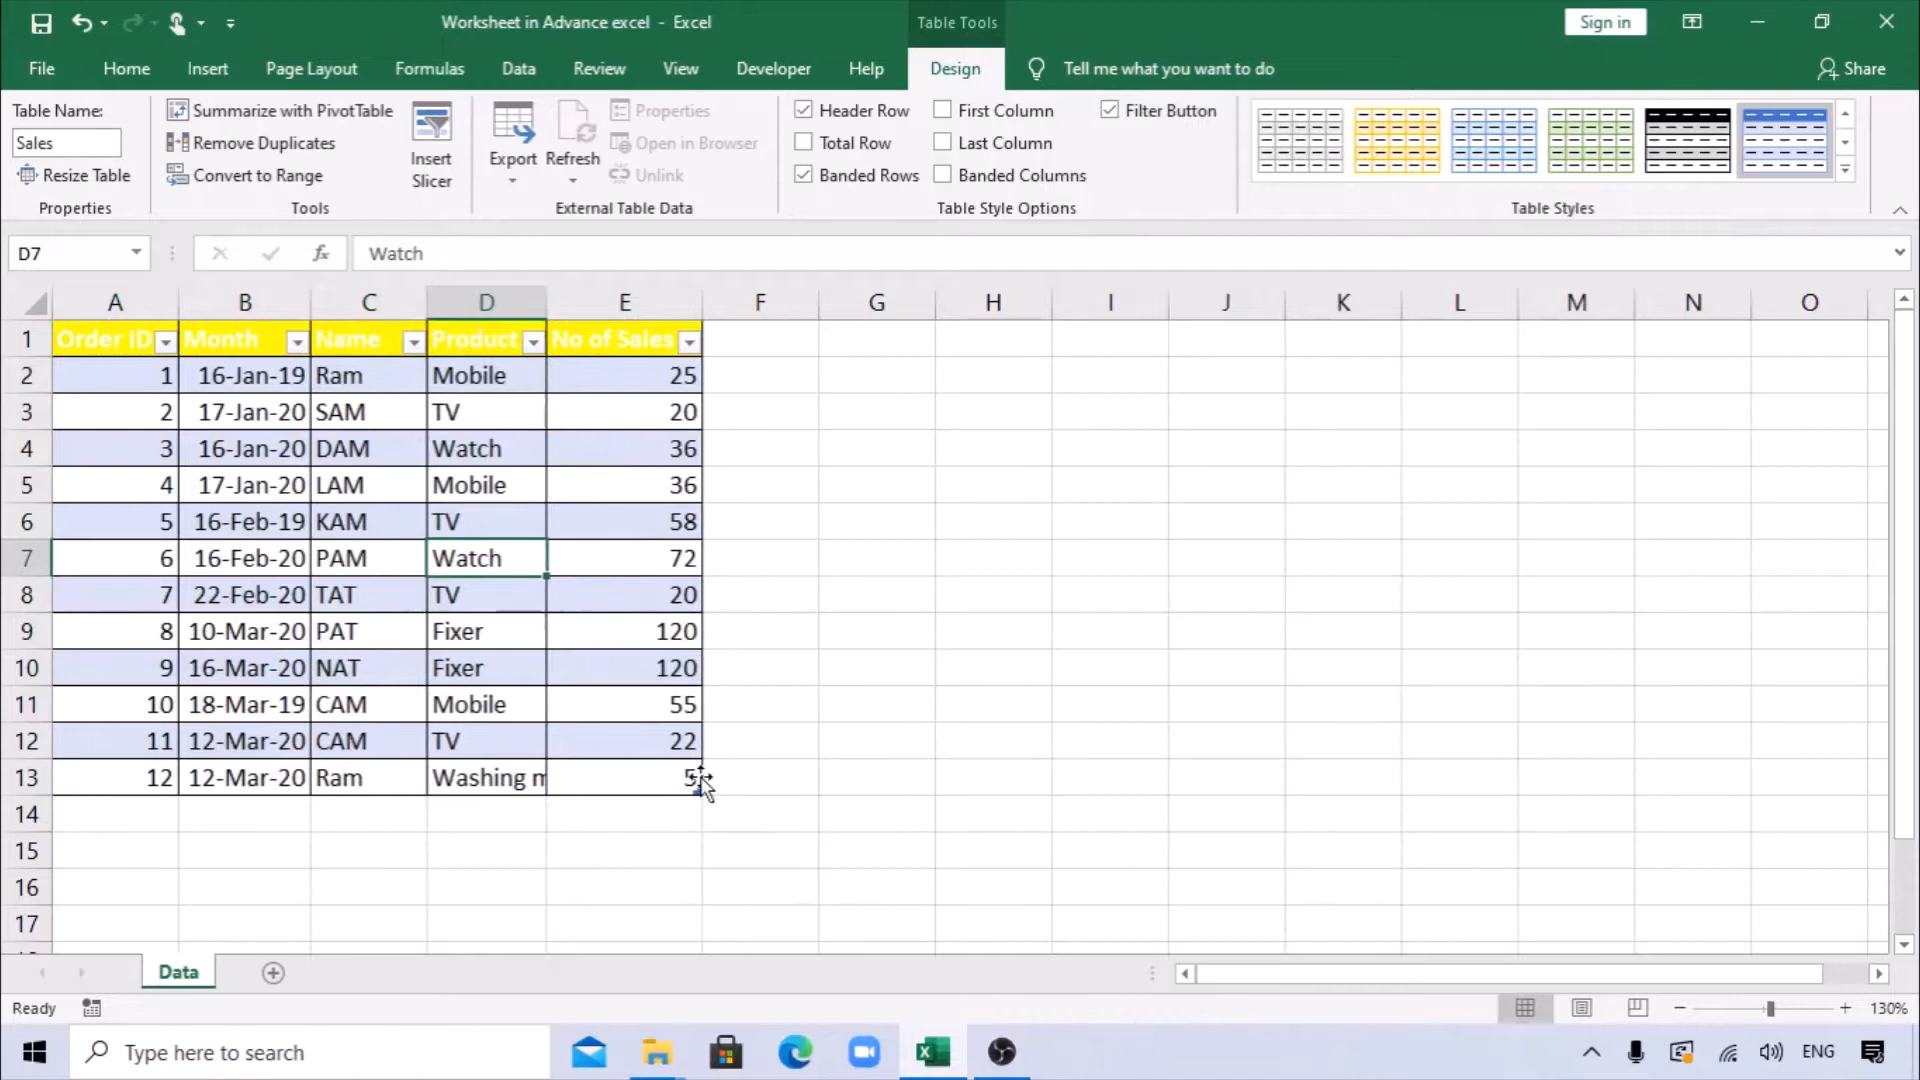 Worksheet in Advance excel - Excel
Table Tools
Sign in
File Home Insert Page Layout Formulas Data Review View Developer Help Design Tell me what you want to do Share
Table Name:
Sales
Resize Table
Properties
Summarize with PivotTable
Remove Duplicates
Convert to Range
Tools
Insert
Slicer
Export
Refresh
Properties
Open in Browser
Unlink
External Table Data
Header Row
Total Row
Banded Rows
First Column
Last Column
Banded Columns
Filter Button
Table Style Options
Table Styles
D7 fx Watch
A B C D E F G H I J K L M N O
1 Order ID Month Name Product No of Sales
2 1 16-Jan-19 Ram Mobile 25
3 2 17-Jan-20 SAM TV 20
4 3 16-Jan-20 DAM Watch 36
5 4 17-Jan-20 LAM Mobile 36
6 5 16-Feb-19 KAM TV 58
7 6 16-Feb-20 PAM Watch 72
8 7 22-Feb-20 TAT TV 20
9 8 10-Mar-20 PAT Fixer 120
10 9 16-Mar-20 NAT Fixer 120
11 10 18-Mar-19 CAM Mobile 55
12 11 12-Mar-20 CAM TV 22
13 12 12-Mar-20 Ram Washing m
14
15
16
17
Data
Ready 130%
Type here to search
ENG